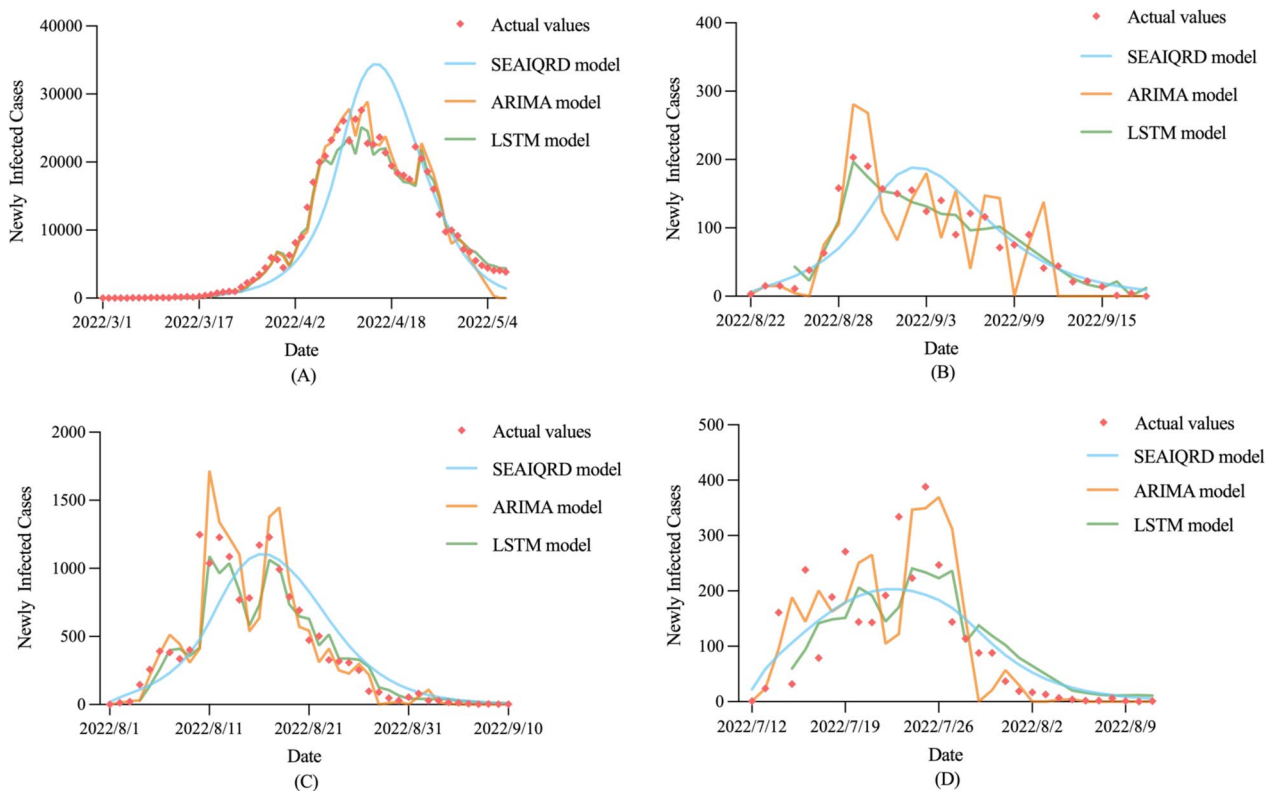 40000
30000
20000
10000
0
Newly Infected Cases
2022/3/1 2022/3/17 2022/4/2 2022/4/18 2022/5/4
Date
(A)
Actual values
SEAIQRD model
ARIMA model
LSTM model
400
300
200
100
0
Newly Infected Cases
2022/8/22 2022/8/28 2022/9/3 2022/9/9 2022/9/15
Date
(B)
Actual values
SEAIQRD model
ARIMA model
LSTM model
2000
1500
1000
500
0
Newly Infected Cases
2022/8/1 2022/8/11 2022/8/21 2022/8/31 2022/9/10
Date
(C)
Actual values
SEAIQRD model
ARIMA model
LSTM model
500
400
300
200
100
0
Newly Infected Cases
2022/7/12 2022/7/19 2022/7/26 2022/8/2 2022/8/9
Date
(D)
Actual values
SEAIQRD model
ARIMA model
LSTM model